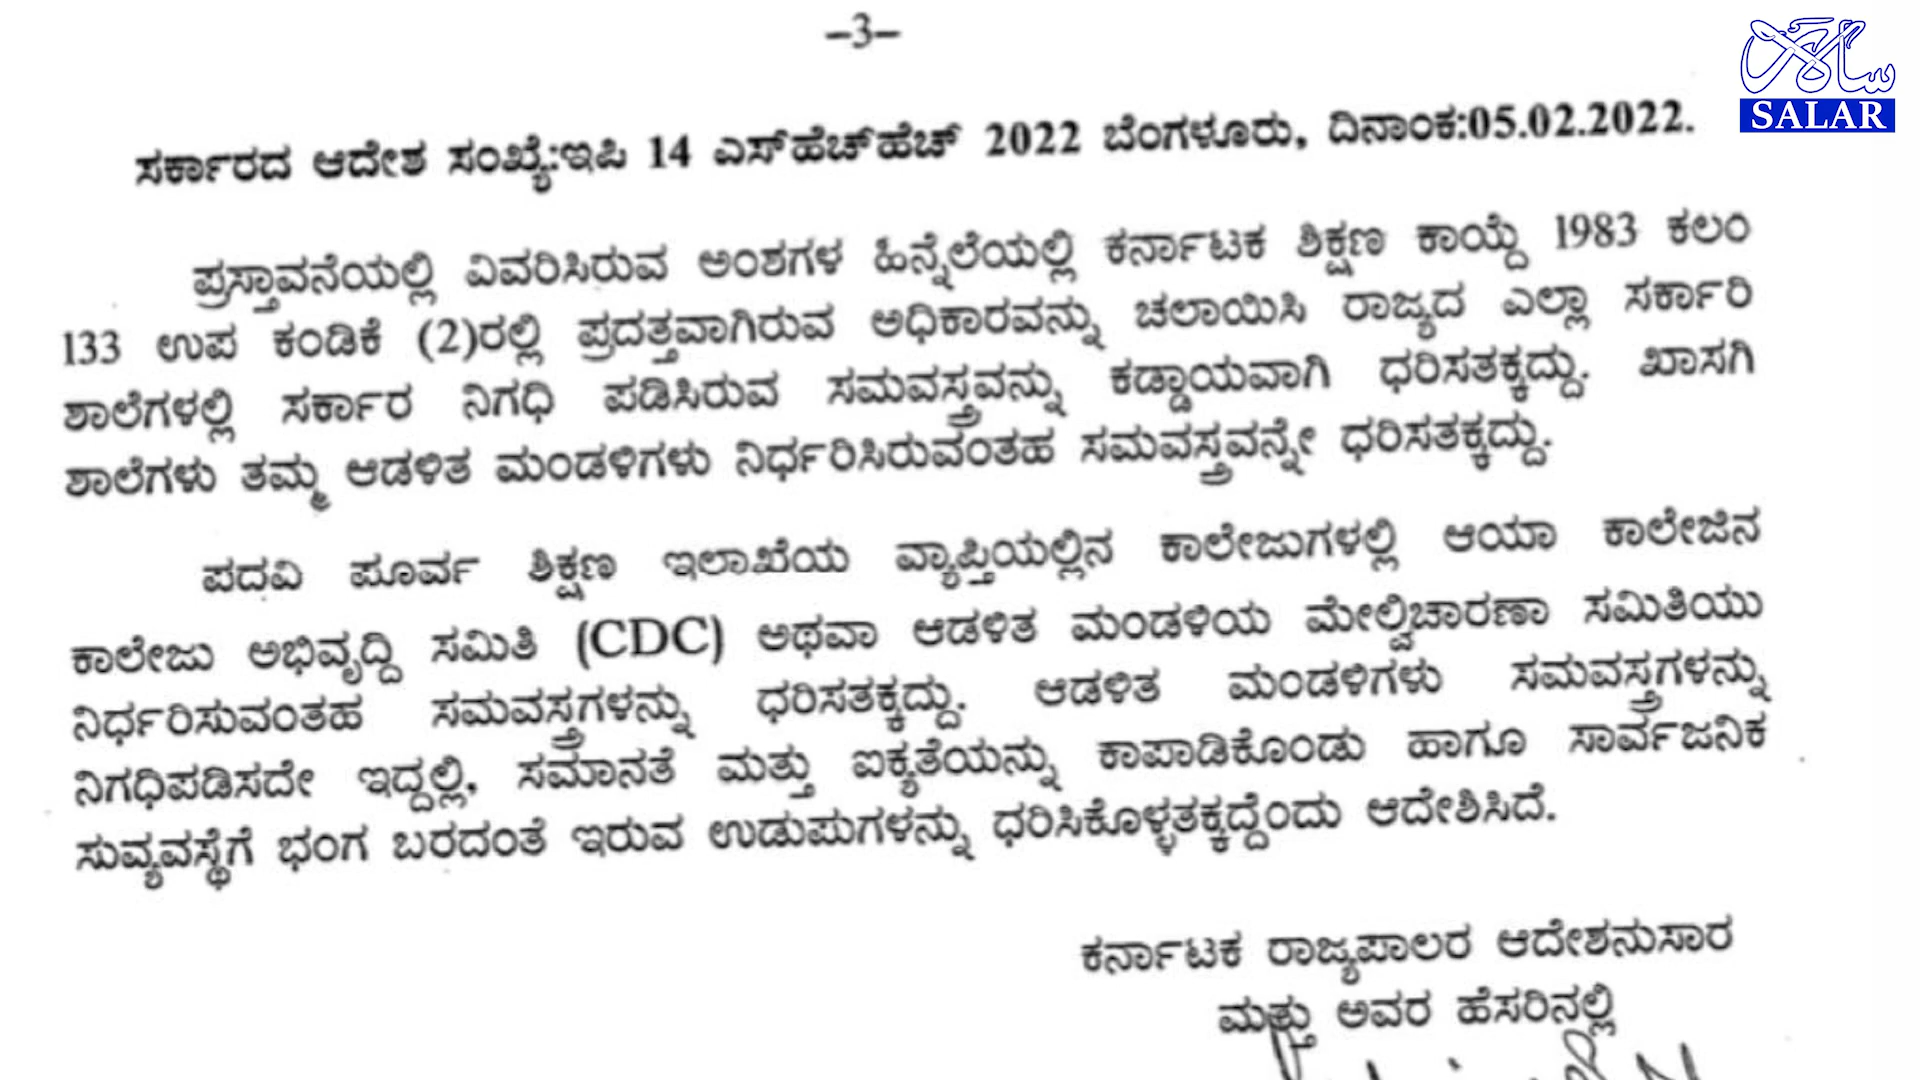 –3–
سالار
SALAR
ಸರ್ಕಾರದ ಆದೇಶ ಸಂಖ್ಯೆ:ಇಪಿ 14 ಎಸ್‌ಹೆಚ್‌ಹೆಚ್ 2022 ಬೆಂಗಳೂರು, ದಿನಾಂಕ:05.02.2022.
ಪ್ರಸ್ತಾವನೆಯಲ್ಲಿ ವಿವರಿಸಿರುವ ಅಂಶಗಳ ಹಿನ್ನೆಲೆಯಲ್ಲಿ ಕರ್ನಾಟಕ ಶಿಕ್ಷಣ ಕಾಯ್ದೆ 1983 ಕಲಂ
133 ಉಪ ಕಂಡಿಕೆ (2)ರಲ್ಲಿ ಪ್ರದತ್ತವಾಗಿರುವ ಅಧಿಕಾರವನ್ನು ಚಲಾಯಿಸಿ ರಾಜ್ಯದ ಎಲ್ಲಾ ಸರ್ಕಾರಿ
ಶಾಲೆಗಳಲ್ಲಿ ಸರ್ಕಾರ ನಿಗಧಿ ಪಡಿಸಿರುವ ಸಮವಸ್ತ್ರವನ್ನು ಕಡ್ಡಾಯವಾಗಿ ಧರಿಸತಕ್ಕದ್ದು. ಖಾಸಗಿ
ಶಾಲೆಗಳು ತಮ್ಮ ಆಡಳಿತ ಮಂಡಳಿಗಳು ನಿರ್ಧರಿಸಿರುವಂತಹ ಸಮವಸ್ತ್ರವನ್ನೇ ಧರಿಸತಕ್ಕದ್ದು.
ಪದವಿ ಪೂರ್ವ ಶಿಕ್ಷಣ ಇಲಾಖೆಯ ವ್ಯಾಪ್ತಿಯಲ್ಲಿನ ಕಾಲೇಜುಗಳಲ್ಲಿ ಆಯಾ ಕಾಲೇಜಿನ
ಕಾಲೇಜು ಅಭಿವೃದ್ದಿ ಸಮಿತಿ (CDC) ಅಥವಾ ಆಡಳಿತ ಮಂಡಳಿಯ ಮೇಲ್ವಿಚಾರಣಾ ಸಮಿತಿಯು
ನಿರ್ಧರಿಸುವಂತಹ ಸಮವಸ್ತ್ರಗಳನ್ನು ಧರಿಸತಕ್ಕದ್ದು. ಆಡಳಿತ ಮಂಡಳಿಗಳು ಸಮವಸ್ತ್ರಗಳನ್ನು
ನಿಗಧಿಪಡಿಸದೇ ಇದ್ದಲ್ಲಿ, ಸಮಾನತೆ ಮತ್ತು ಐಕ್ಯತೆಯನ್ನು ಕಾಪಾಡಿಕೊಂಡು ಹಾಗೂ ಸಾರ್ವಜನಿಕ
ಸುವ್ಯವಸ್ಥೆಗೆ ಭಂಗ ಬರದಂತೆ ಇರುವ ಉಡುಪುಗಳನ್ನು ಧರಿಸಿಕೊಳ್ಳತಕ್ಕದ್ದೆಂದು ಆದೇಶಿಸಿದೆ.
ಕರ್ನಾಟಕ ರಾಜ್ಯಪಾಲರ ಆದೇಶನುಸಾರ
ಮತ್ತು ಅವರ ಹೆಸರಿನಲ್ಲಿ